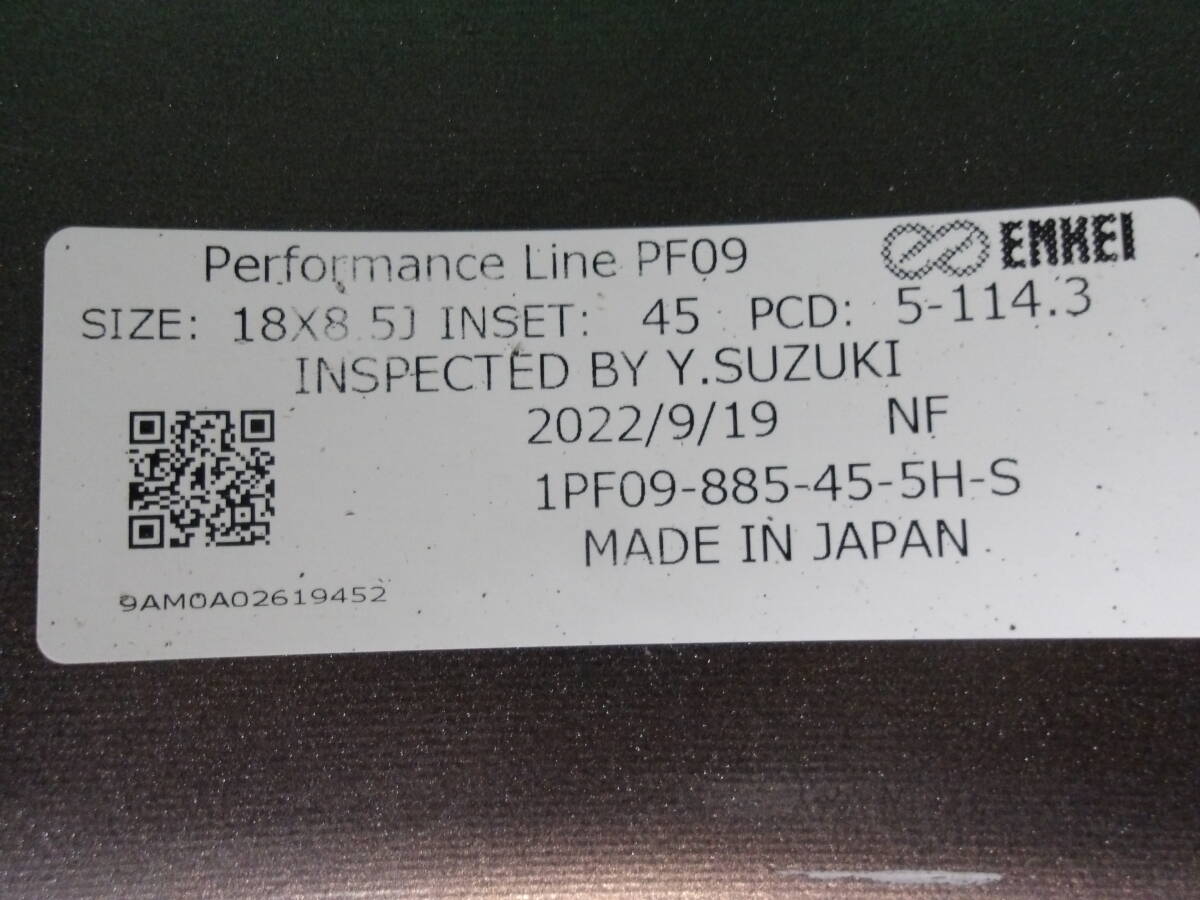 Performance Line PF09 ENKEI
SIZE: 18X8.5J INSET: 45 PCD: 5-114.3
INSPECTED BY Y.SUZUKI
2022/9/19 NF
1PF09-885-45-5H-S
MADE IN JAPAN
9AM0A02619452